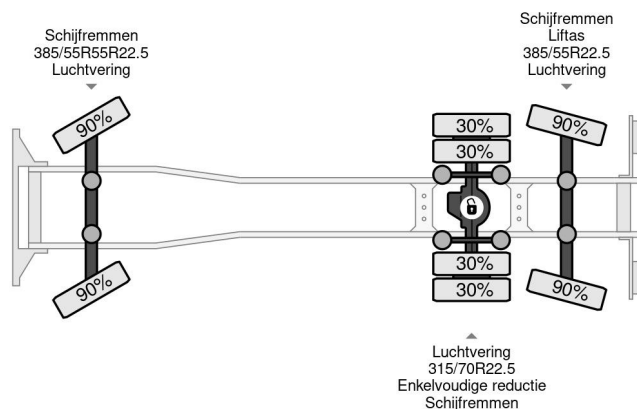 Schijfremmen
385/55R55R22.5
Luchtvering
Schijfremmen
Liftas
385/55R22.5
Luchtvering
90%
30%
30%
90%
90%
30%
30%
90%
Luchtvering
315/70R22.5
Enkelvoudige reductie
Schijfremmen